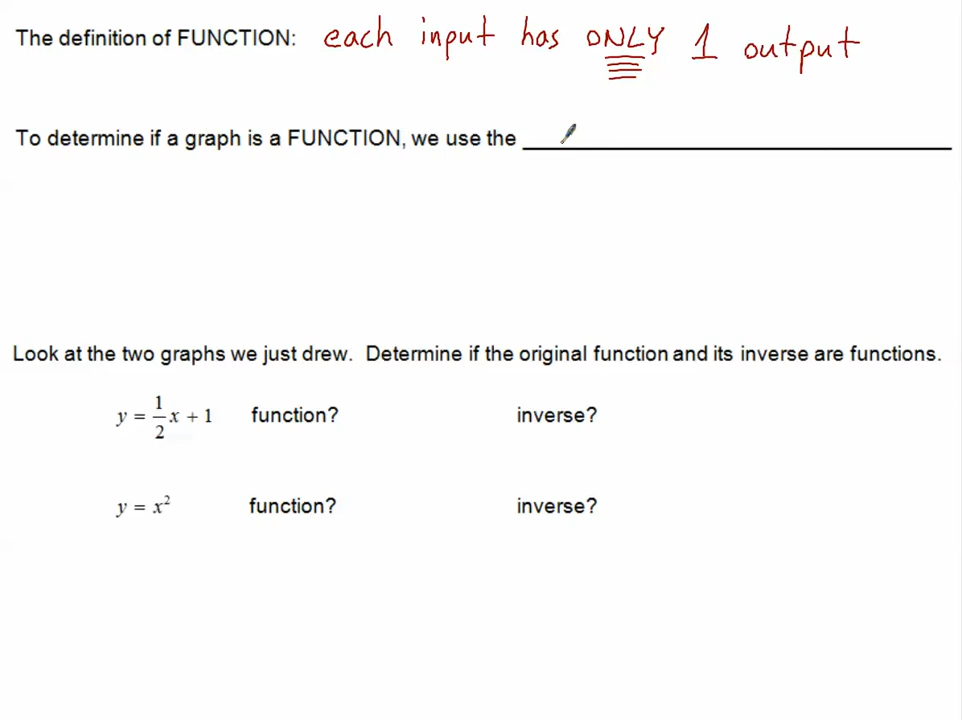 The definition of FUNCTION: each input has ONLY 1 output
To determine if a graph is a FUNCTION, we use the
Look at the two graphs we just drew. Determine if the original function and its inverse are functions.
y = 1/2 x + 1 function? inverse?
y = x² function? inverse?